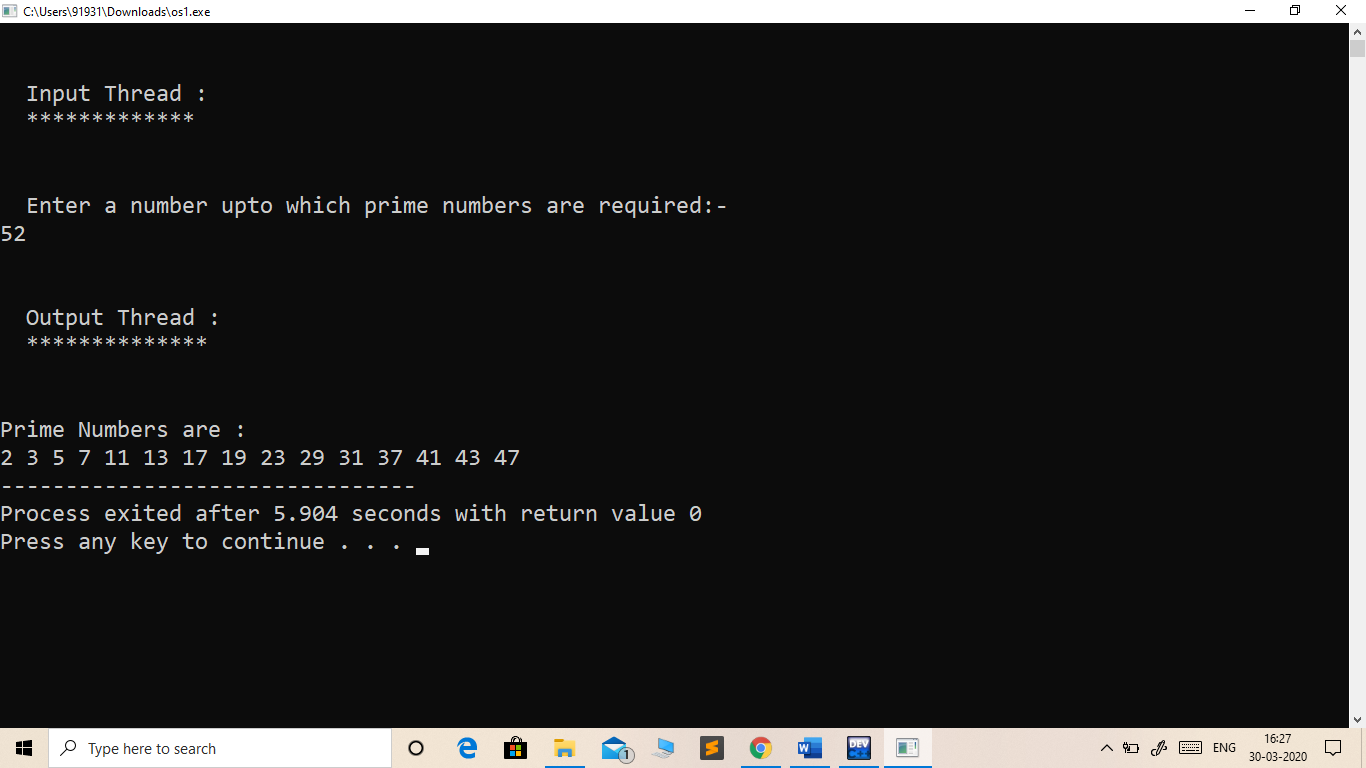 C:\Users\91931\Downloads\os1.exe
Input Thread :
*************
Enter a number upto which prime numbers are required:-
52
Output Thread :
**************
Prime Numbers are :
2 3 5 7 11 13 17 19 23 29 31 37 41 43 47
--------------------------------
Process exited after 5.904 seconds with return value 0
Press any key to continue . . .
Type here to search
1
DEV
ENG
16:27
30-03-2020